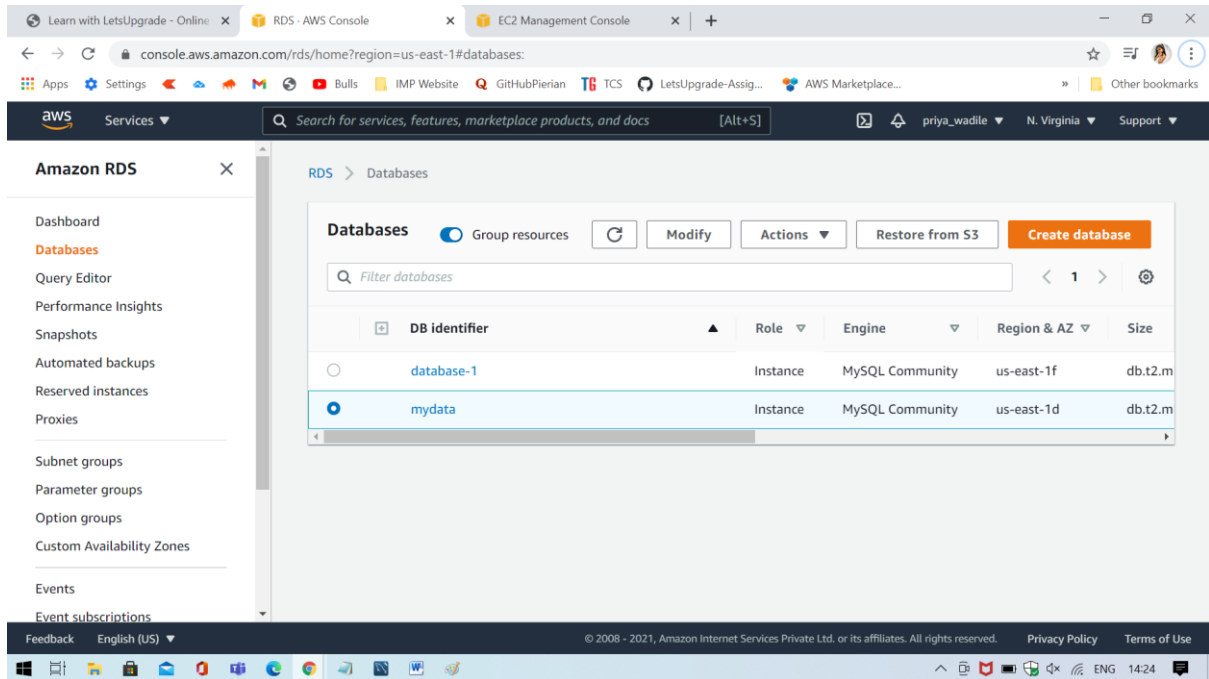 Learn with LetsUpgrade - Online
RDS · AWS Console
EC2 Management Console
console.aws.amazon.com/rds/home?region=us-east-1#databases:
Apps Settings Bulls IMP Website GitHubPierian TCS LetsUpgrade-Assig... AWS Marketplace... » Other bookmarks
aws Services ▼ Search for services, features, marketplace products, and docs [Alt+S] priya_wadile ▼ N. Virginia ▼ Support ▼
Amazon RDS
Dashboard
Databases
Query Editor
Performance Insights
Snapshots
Automated backups
Reserved instances
Proxies
Subnet groups
Parameter groups
Option groups
Custom Availability Zones
Events
Event subscriptions
RDS > Databases
Databases Group resources Modify Actions ▼ Restore from S3 Create database
Filter databases < 1 >
DB identifier Role Engine Region & AZ Size
database-1 Instance MySQL Community us-east-1f db.t2.m
mydata Instance MySQL Community us-east-1d db.t2.m
Feedback English (US) ▼ © 2008 - 2021, Amazon Internet Services Private Ltd. or its affiliates. All rights reserved. Privacy Policy Terms of Use
ENG 14:24